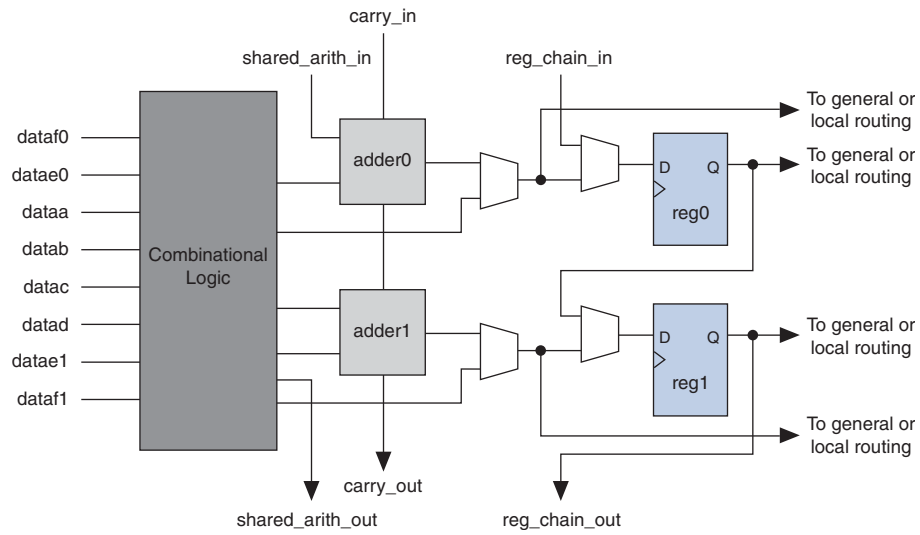 carry_in
shared_arith_in
reg_chain_in
To general or
local routing
dataf0
adder0
To general or
local routing
D
Q
datae0
dataa
reg0
datab
Combinational
Logic
datac
datad
adder1
To general or
local routing
D
Q
datae1
reg1
dataf1
To general or
local routing
carry_out
shared_arith_out
reg_chain_out